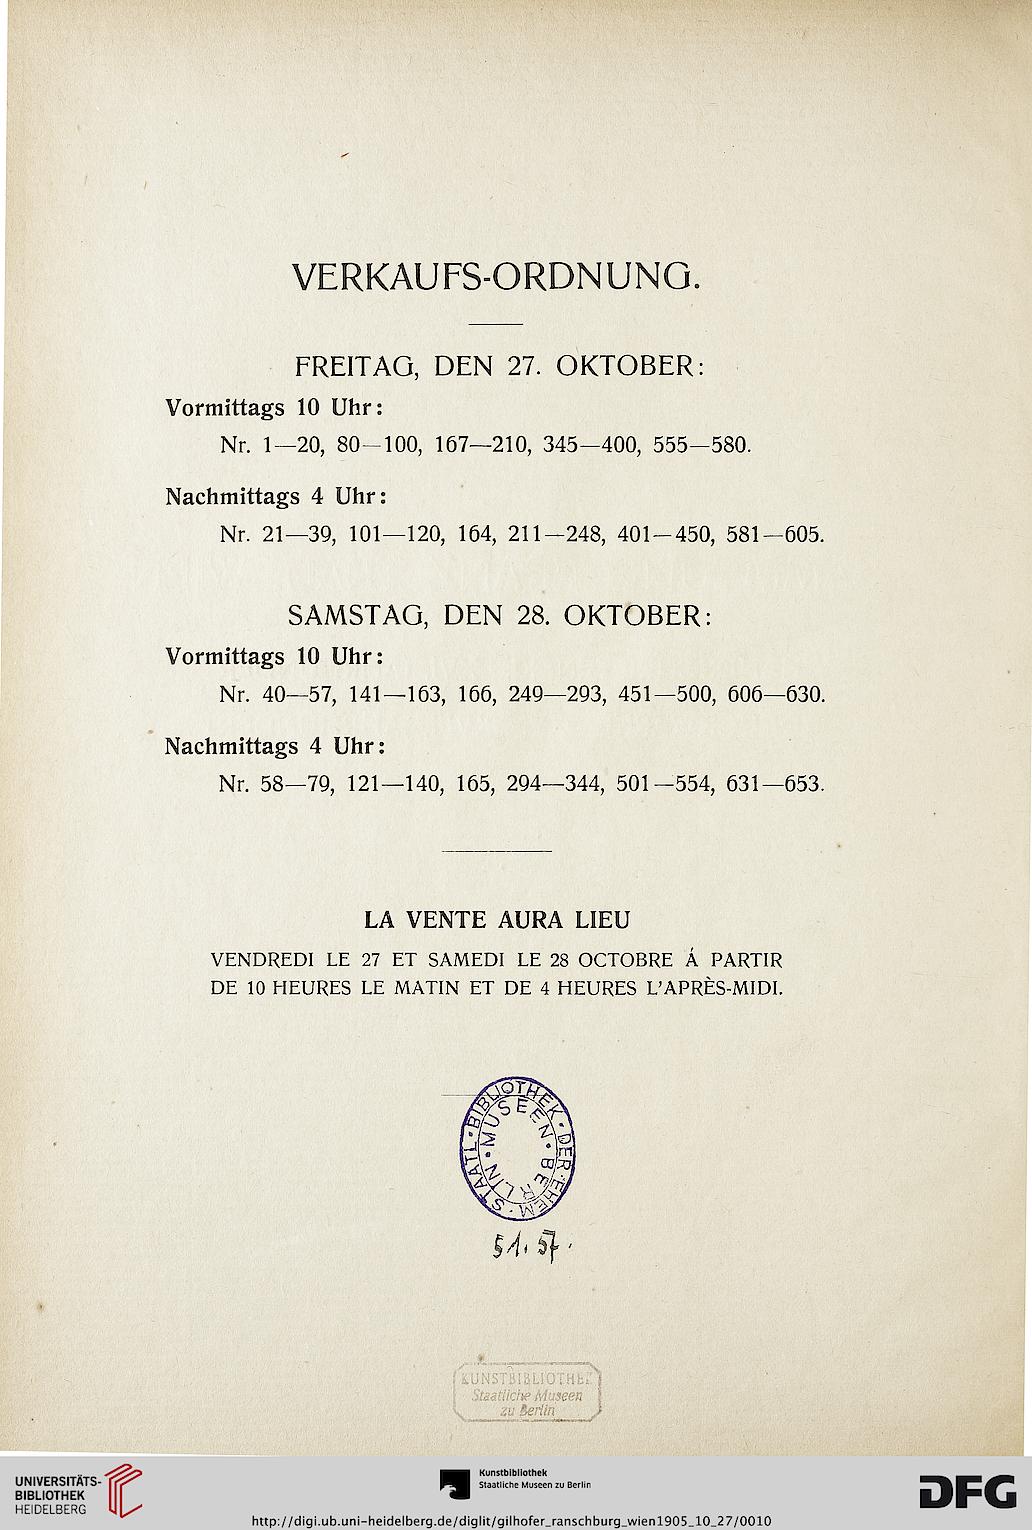 VERKAUFS-ORDNUNG.
FREITAG, DEN 27. OKTOBER:
Vormittags 10 Uhr:
Nr. 1—20, 80—100, 167—210, 345—400, 555—580.
Nachmittags 4 Uhr:
Nr. 21—39, 101—120, 164, 211—248, 401—450, 581—605.
SAMSTAG, DEN 28. OKTOBER:
Vormittags 10 Uhr:
Nr. 40—57, 141—163, 166, 249—293, 451—500, 606—630.
Nachmittags 4 Uhr:
Nr. 58—79, 121—140, 165, 294—344, 501—554, 631—653.
LA VENTE AURA LIEU
VENDREDI LE 27 ET SAMEDI LE 28 OCTOBRE Á PARTIR
DE 10 HEURES LE MATIN ET DE 4 HEURES L'APRÈS-MIDI.
STAATL·BIBLIOTHEK·DER·EHEM·
MUSEEN·BERLIN·
51.57.
KUNSTBIBLIOTHEK
Staatliche Museen
zu Berlin
UNIVERSITÄTS-
BIBLIOTHEK
HEIDELBERG
Kunstbibliothek
Staatliche Museen zu Berlin
DFG
http://digi.ub.uni-heidelberg.de/diglit/gilhofer_ranschburg_wien1905_10_27/0010